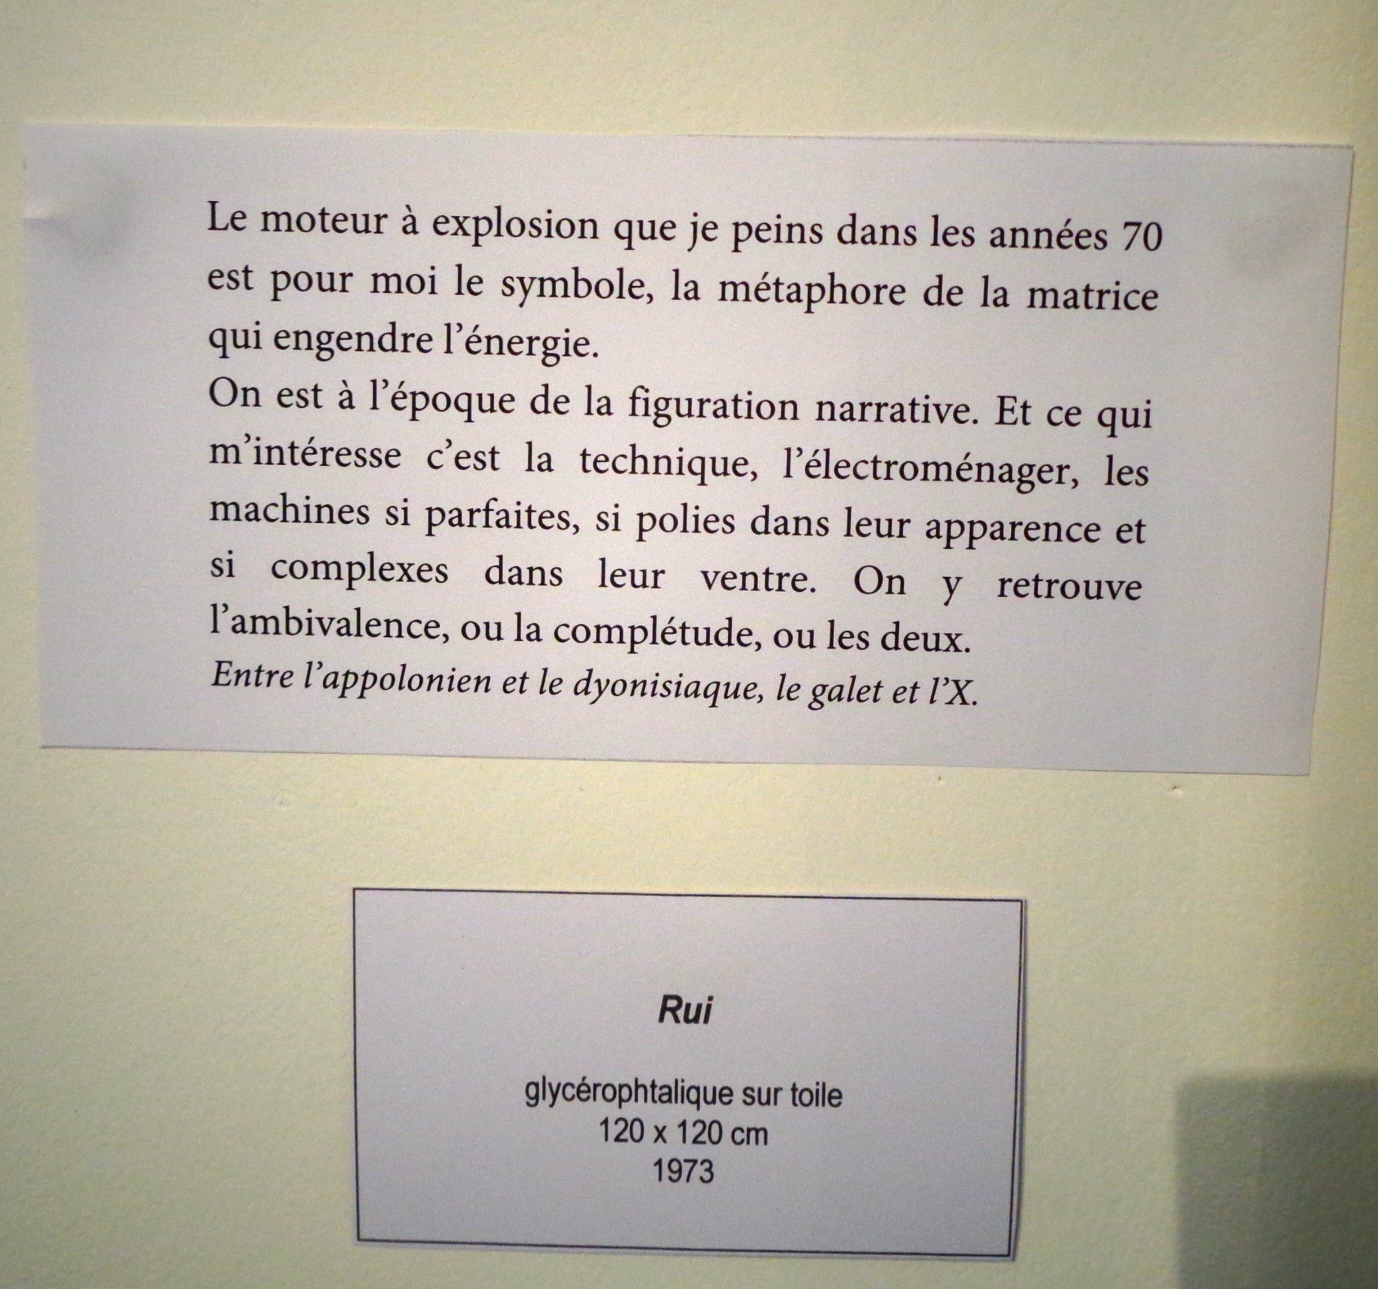 Le moteur à explosion que je peins dans les années 70
est pour moi le symbole, la métaphore de la matrice
qui engendre l’énergie.
On est à l’époque de la figuration narrative. Et ce qui
m’intéresse c’est la technique, l’électroménager, les
machines si parfaites, si polies dans leur apparence et
si complexes dans leur ventre. On y retrouve
l’ambivalence, ou la complétude, ou les deux.
Entre l’appolonien et le dyonisiaque, le galet et l’X.
Rui
glycérophtalique sur toile
120 x 120 cm
1973